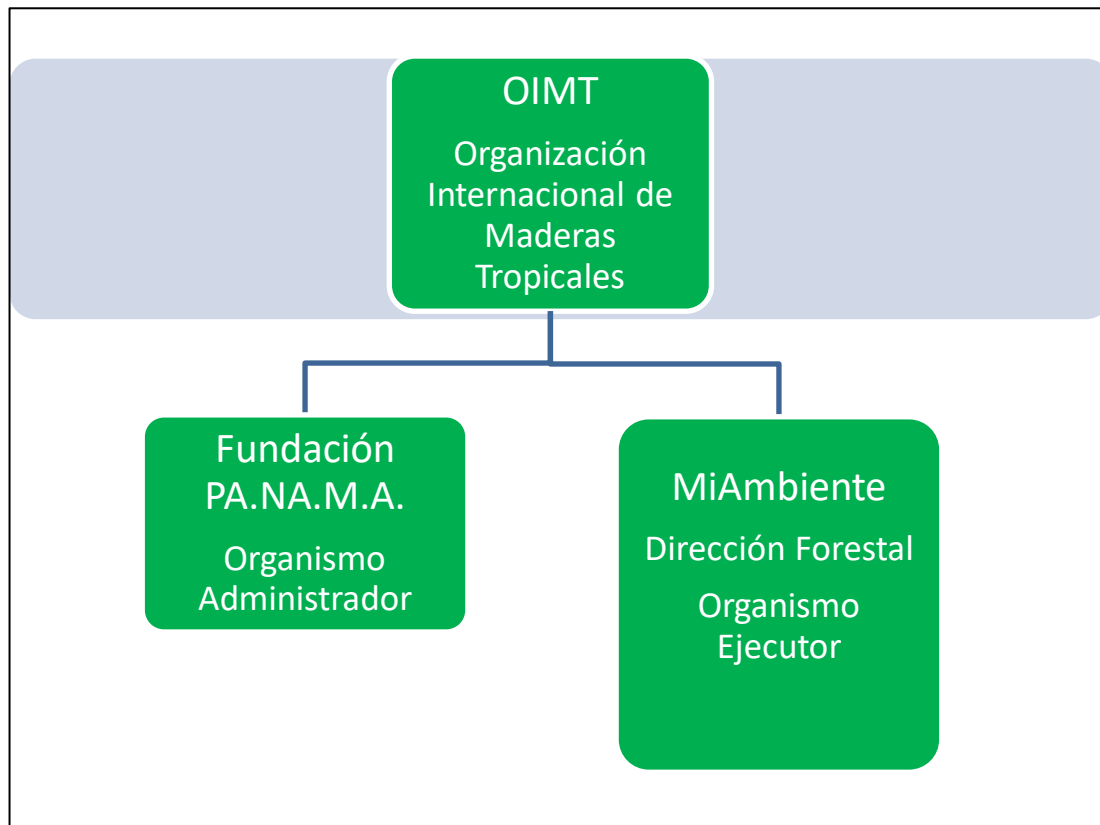 OIMT
Organización
Internacional de
Maderas
Tropicales
Fundación
PA.NA.M.A.
Organismo
Administrador
MiAmbiente
Dirección Forestal
Organismo
Ejecutor